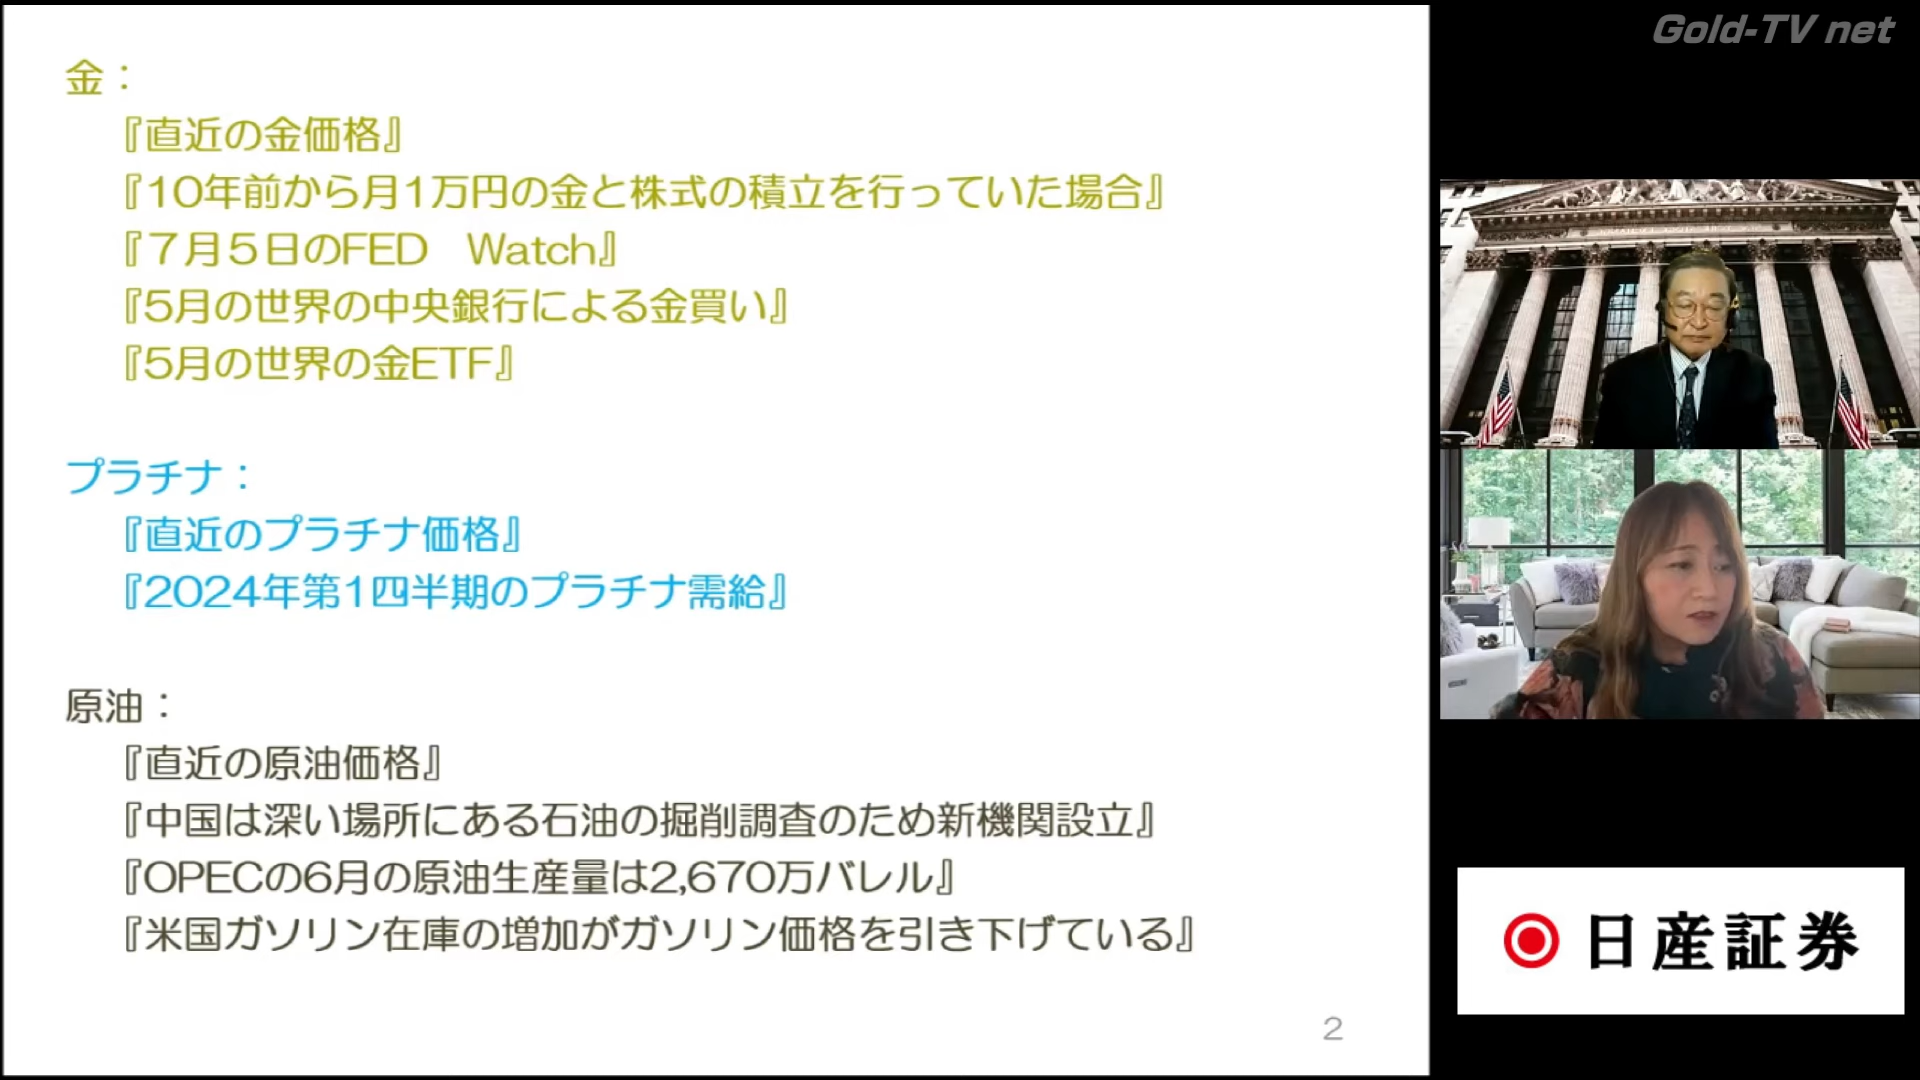 金：
『直近の金価格』
『10年前から月1万円の金と株式の積立を行っていた場合』
『７月５日のFED　Watch』
『5月の世界の中央銀行による金買い』
『5月の世界の金ETF』
プラチナ：
『直近のプラチナ価格』
『2024年第1四半期のプラチナ需給』
原油：
『直近の原油価格』
『中国は深い場所にある石油の掘削調査のため新機関設立』
『OPECの6月の原油生産量は2,670万バレル』
『米国ガソリン在庫の増加がガソリン価格を引き下げている』
2
Gold-TV net
日産証券